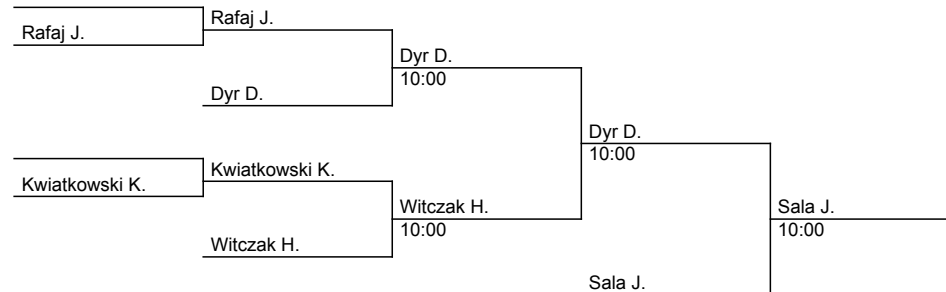 Rafaj J.
Rafaj J.
Dyr D.
10:00
Dyr D.
Dyr D.
10:00
Kwiatkowski K.
Kwiatkowski K.
Witczak H.
10:00
Witczak H.
Sala J.
10:00
Sala J.